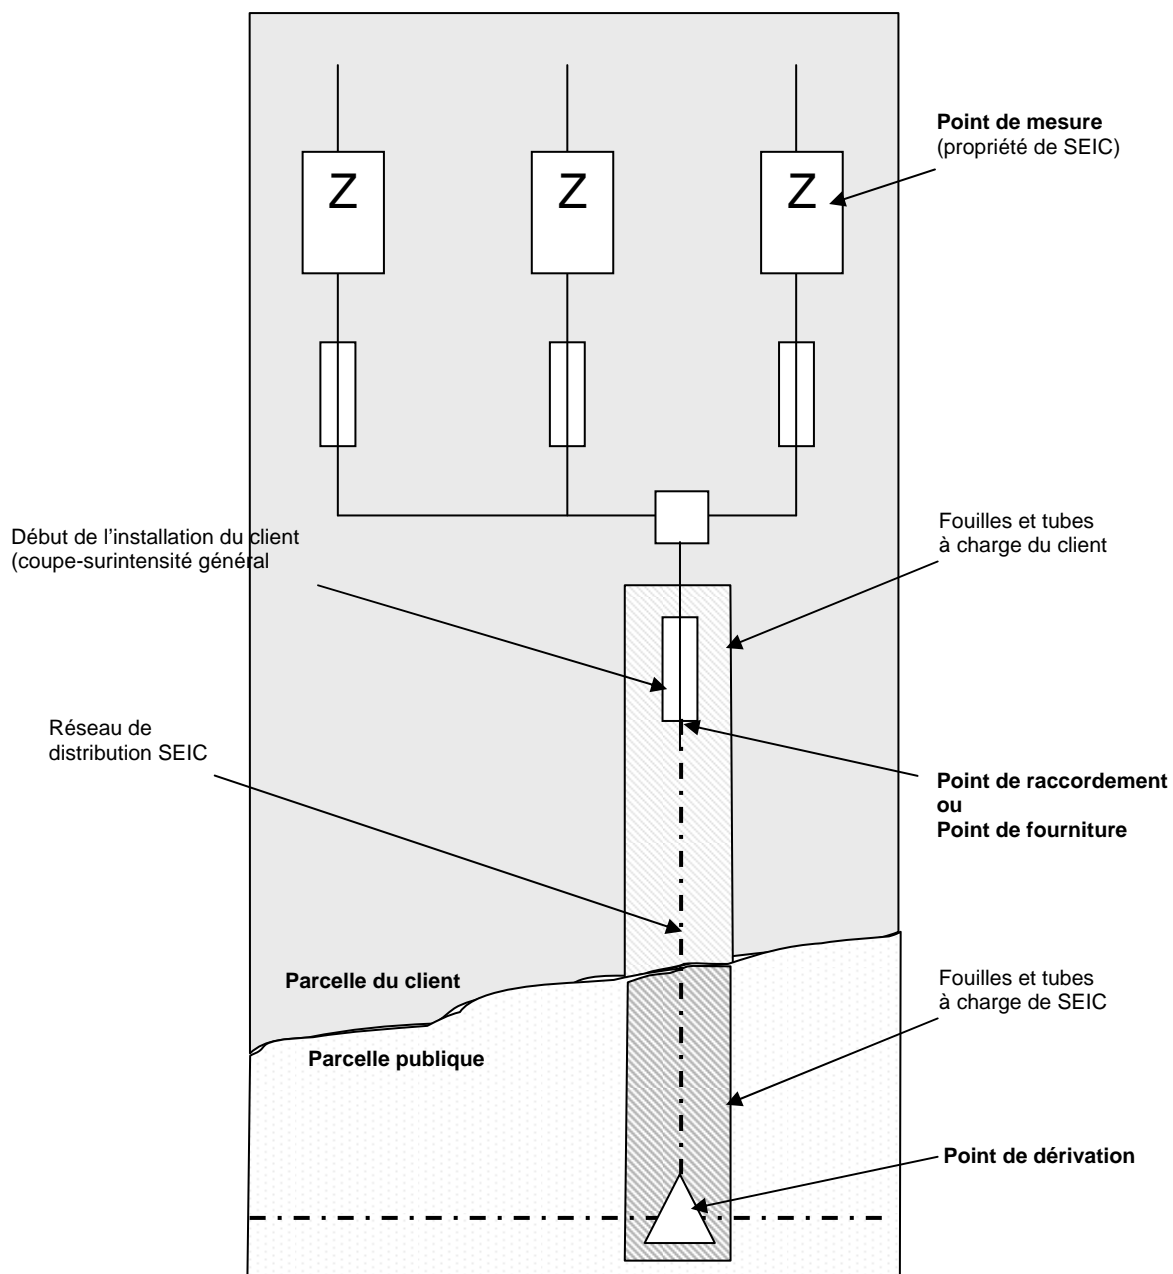 Point de mesure
(propriété de SEIC)
Z
Z
Z
Début de l'installation du client
(coupe-surintensité général
Fouilles et tubes
à charge du client
Réseau de
distribution SEIC
Point de raccordement
ou
Point de fourniture
Parcelle du client
Fouilles et tubes
à charge de SEIC
Parcelle publique
Point de dérivation